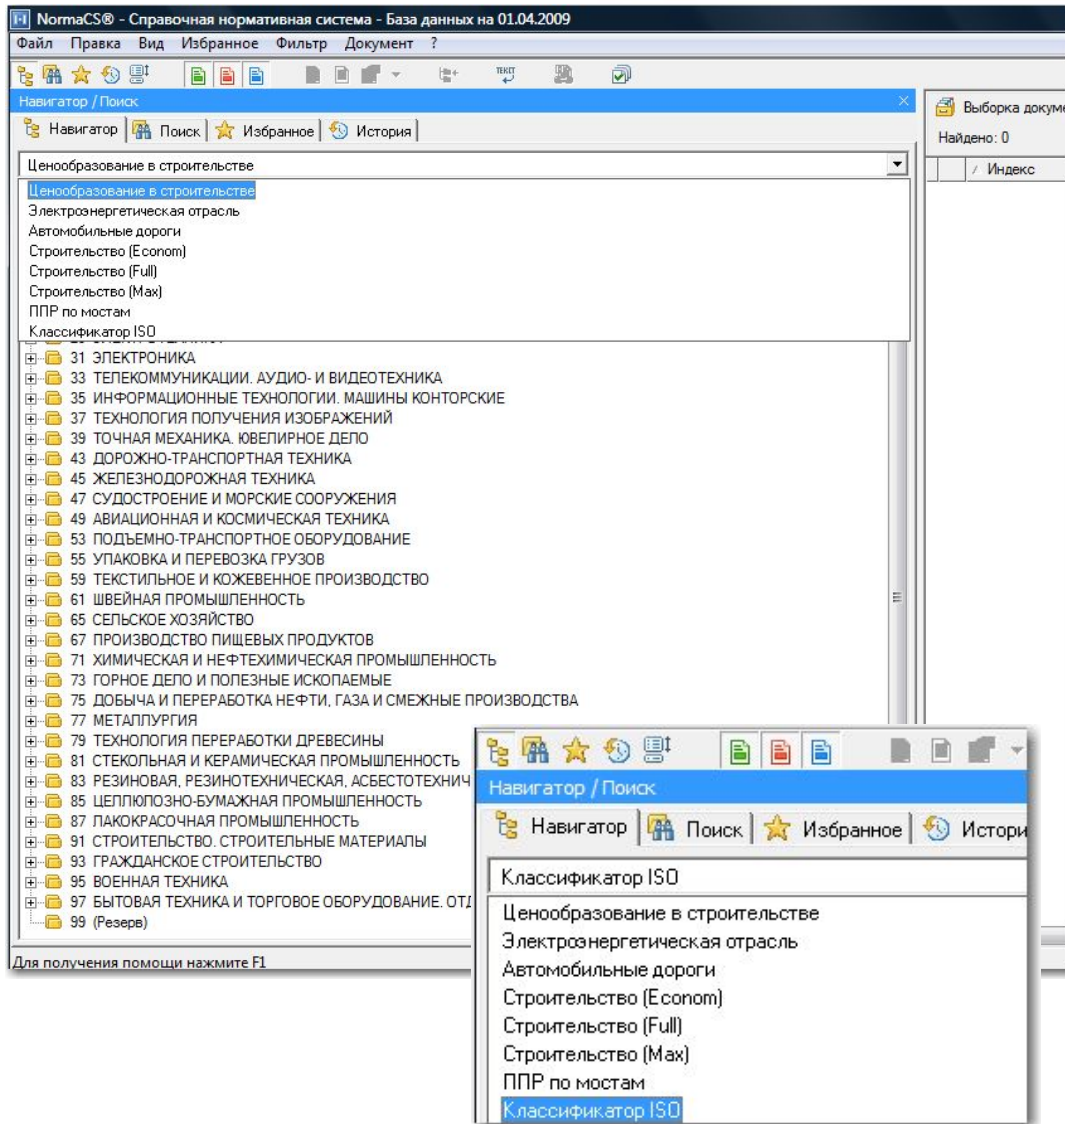 NormaCS® - Справочная нормативная система - База данных на 01.04.2009
Файл Правка Вид Избранное Фильтр Документ ?
ТЕКСТ
Навигатор / Поиск
Навигатор Поиск Избранное История
Ценообразование в строительстве
Ценообразование в строительстве
Электроэнергетическая отрасль
Автомобильные дороги
Строительство (Econom)
Строительство (Full)
Строительство (Max)
ППР по мостам
Классификатор ISO
31 ЭЛЕКТРОНИКА
33 ТЕЛЕКОММУНИКАЦИИ. АУДИО- И ВИДЕОТЕХНИКА
35 ИНФОРМАЦИОННЫЕ ТЕХНОЛОГИИ. МАШИНЫ КОНТОРСКИЕ
37 ТЕХНОЛОГИЯ ПОЛУЧЕНИЯ ИЗОБРАЖЕНИЙ
39 ТОЧНАЯ МЕХАНИКА. ЮВЕЛИРНОЕ ДЕЛО
43 ДОРОЖНО-ТРАНСПОРТНАЯ ТЕХНИКА
45 ЖЕЛЕЗНОДОРОЖНАЯ ТЕХНИКА
47 СУДОСТРОЕНИЕ И МОРСКИЕ СООРУЖЕНИЯ
49 АВИАЦИОННАЯ И КОСМИЧЕСКАЯ ТЕХНИКА
53 ПОДЪЕМНО-ТРАНСПОРТНОЕ ОБОРУДОВАНИЕ
55 УПАКОВКА И ПЕРЕВОЗКА ГРУЗОВ
59 ТЕКСТИЛЬНОЕ И КОЖЕВЕННОЕ ПРОИЗВОДСТВО
61 ШВЕЙНАЯ ПРОМЫШЛЕННОСТЬ
65 СЕЛЬСКОЕ ХОЗЯЙСТВО
67 ПРОИЗВОДСТВО ПИЩЕВЫХ ПРОДУКТОВ
71 ХИМИЧЕСКАЯ И НЕФТЕХИМИЧЕСКАЯ ПРОМЫШЛЕННОСТЬ
73 ГОРНОЕ ДЕЛО И ПОЛЕЗНЫЕ ИСКОПАЕМЫЕ
75 ДОБЫЧА И ПЕРЕРАБОТКА НЕФТИ, ГАЗА И СМЕЖНЫЕ ПРОИЗВОДСТВА
77 МЕТАЛЛУРГИЯ
79 ТЕХНОЛОГИЯ ПЕРЕРАБОТКИ ДРЕВЕСИНЫ
81 СТЕКОЛЬНАЯ И КЕРАМИЧЕСКАЯ ПРОМЫШЛЕННОСТЬ
83 РЕЗИНОВАЯ, РЕЗИНОТЕХНИЧЕСКАЯ, АСБЕСТОТЕХНИЧ
85 ЦЕЛЛЮЛОЗНО-БУМАЖНАЯ ПРОМЫШЛЕННОСТЬ
87 ЛАКОКРАСОЧНАЯ ПРОМЫШЛЕННОСТЬ
91 СТРОИТЕЛЬСТВО. СТРОИТЕЛЬНЫЕ МАТЕРИАЛЫ
93 ГРАЖДАНСКОЕ СТРОИТЕЛЬСТВО
95 ВОЕННАЯ ТЕХНИКА
97 БЫТОВАЯ ТЕХНИКА И ТОРГОВОЕ ОБОРУДОВАНИЕ. ОТД
99 (Резерв)
Для получения помощи нажмите F1
Выборка докуме
Найдено: 0
Индекс
Навигатор / Поиск
Навигатор Поиск Избранное Истори
Классификатор ISO
Ценообразование в строительстве
Электроэнергетическая отрасль
Автомобильные дороги
Строительство (Econom)
Строительство (Full)
Строительство (Max)
ППР по мостам
Классификатор ISO